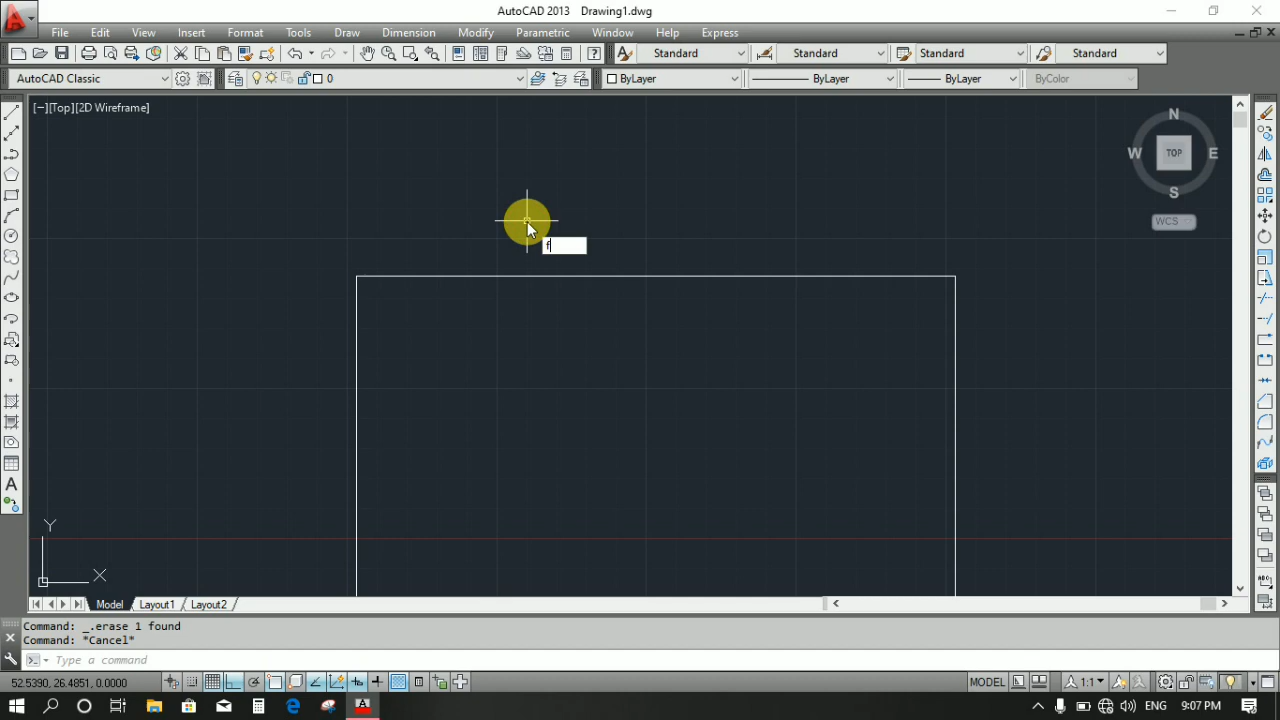 AutoCAD 2013 Drawing1.dwg
File Edit View Insert Format Tools Draw Dimension Modify Parametric Window Help Express
Standard Standard Standard Standard
AutoCAD Classic 0 ByLayer ByLayer ByLayer ByColor
[−][Top][2D Wireframe]
N
W TOP E
S
WCS
f
Y
X
Model Layout1 Layout2
Command: _.erase 1 found
Command: *Cancel*
Type a command
52.5390, 26.4851, 0.0000 MODEL 1:1
ENG 9:07 PM